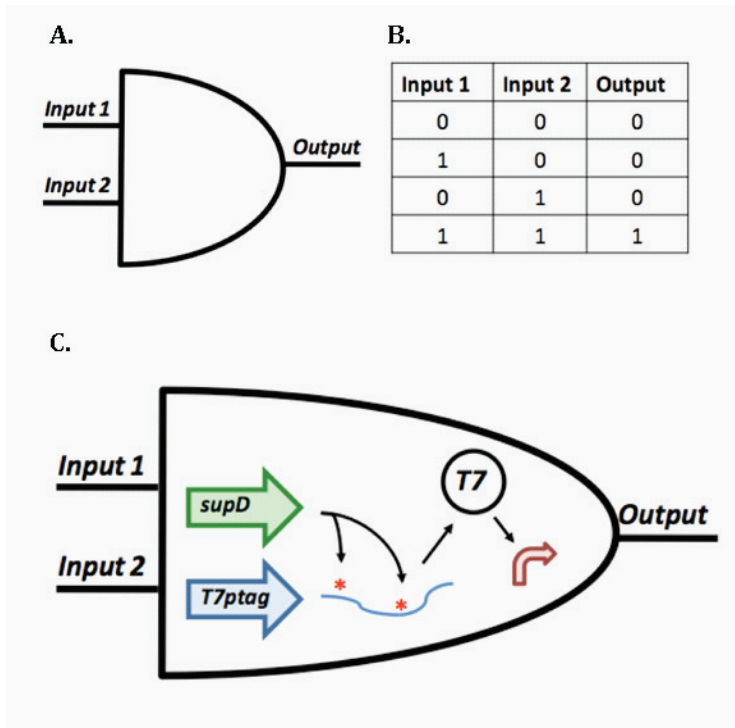 A.
Input 1
Input 2
Output
B.
Input 1 Input 2 Output
0 0 0
1 0 0
0 1 0
1 1 1
C.
Input 1
Input 2
supD
T7ptag
*
*
T7
Output